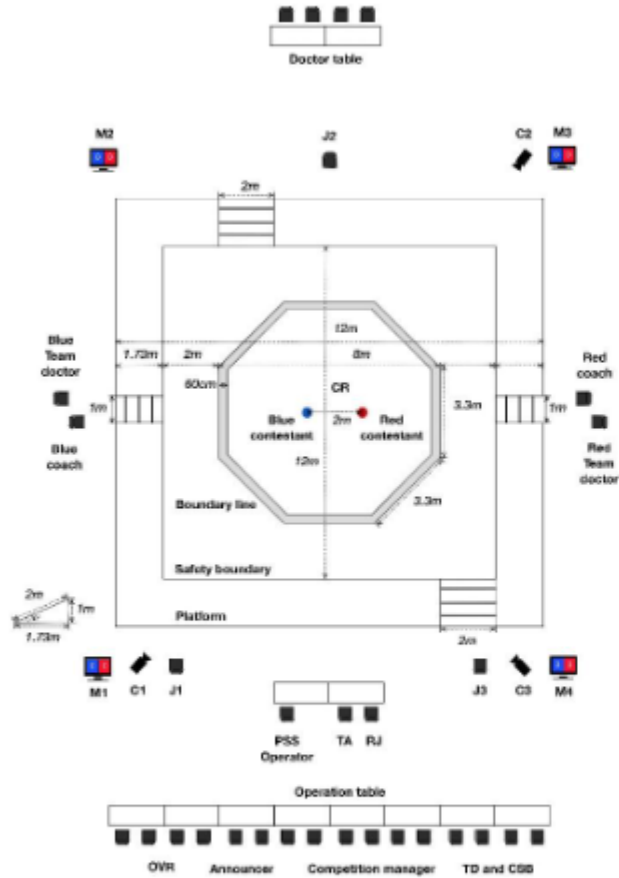 Doctor table
M2
J2
C2
M3
2m
12m
1.73m
2m
8m
60cm
CR
3.3m
Blue
Team
doctor
1m
Blue
coach
Red
coach
1m
Red
Team
doctor
Blue
contestant
2m
Red
contestant
12m
3.3m
Boundary line
Safety boundary
Platform
2m
1m
1.73m
2m
M1
C1
J1
J3
C3
M4
PSS
Operator
TA
RJ
Operation table
OVR
Announcer
Competition manager
TD and CSB